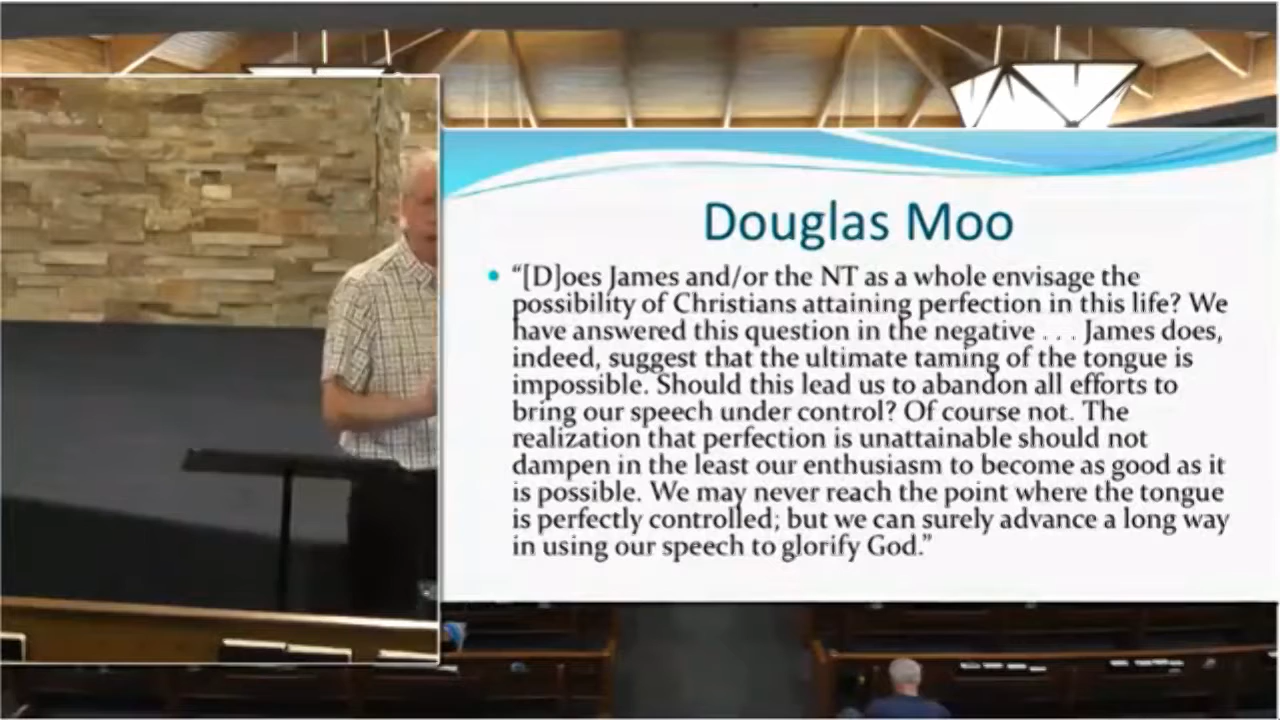 Douglas Moo
• “[D]oes James and/or the NT as a whole envisage the
possibility of Christians attaining perfection in this life? We
have answered this question in the negative . . . James does,
indeed, suggest that the ultimate taming of the tongue is
impossible. Should this lead us to abandon all efforts to
bring our speech under control? Of course not. The
realization that perfection is unattainable should not
dampen in the least our enthusiasm to become as good as it
is possible. We may never reach the point where the tongue
is perfectly controlled; but we can surely advance a long way
in using our speech to glorify God.”